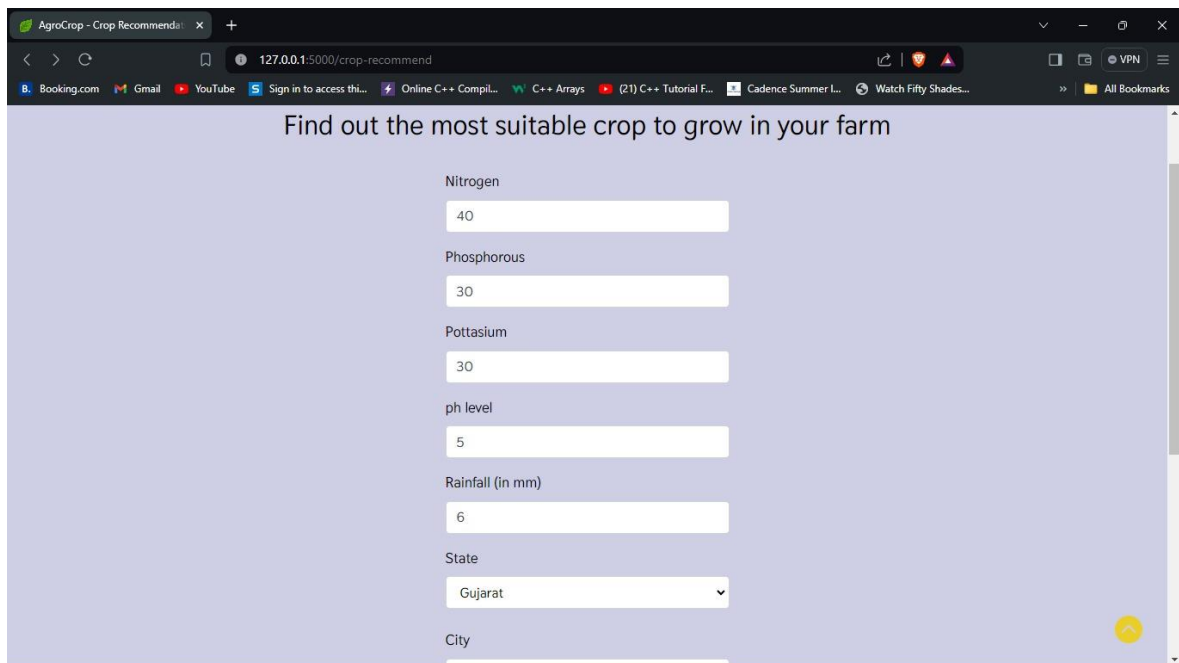 AgroCrop - Crop Recommendat
127.0.0.1:5000/crop-recommend
VPN
B. Booking.com Gmail YouTube S Sign in to access thi... Online C++ Compil... C++ Arrays (21) C++ Tutorial F... Cadence Summer I... Watch Fifty Shades... » All Bookmarks
Find out the most suitable crop to grow in your farm
Nitrogen
40
Phosphorous
30
Pottasium
30
ph level
5
Rainfall (in mm)
6
State
Gujarat
City